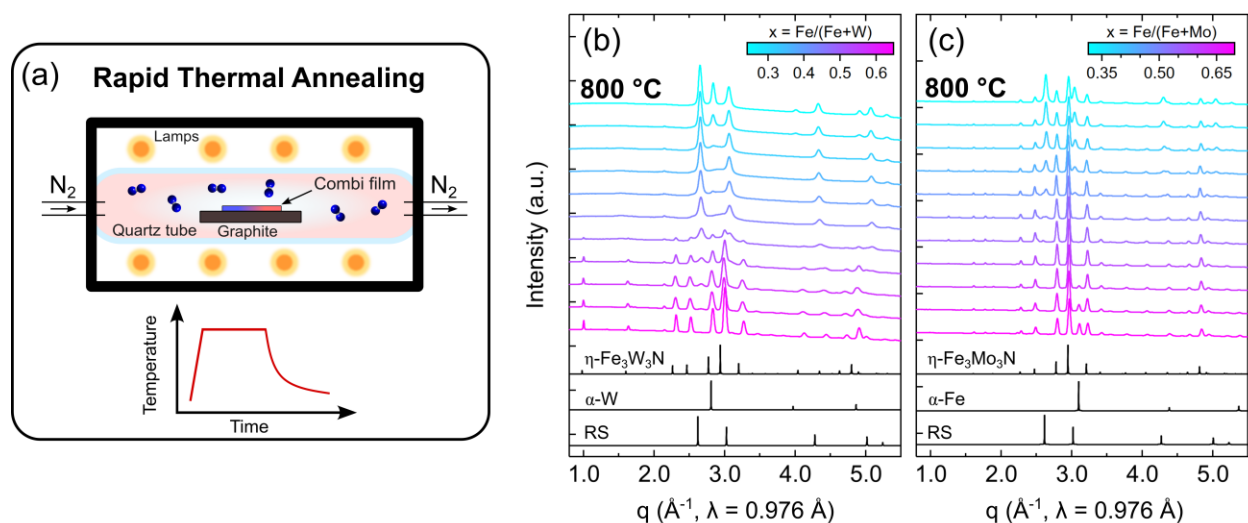 (a)
Rapid Thermal Annealing
Lamps
N₂
N₂
Combi film
Quartz tube
Graphite
Temperature
Time
(b)
x = Fe/(Fe+W)
0.3 0.4 0.5 0.6
800 °C
Intensity (a.u.)
η-Fe₃W₃N
α-W
RS
1.0 2.0 3.0 4.0 5.0
q (Å⁻¹, λ = 0.976 Å)
(c)
x = Fe/(Fe+Mo)
0.35 0.50 0.65
800 °C
η-Fe₃Mo₃N
α-Fe
RS
1.0 2.0 3.0 4.0 5.0
q (Å⁻¹, λ = 0.976 Å)